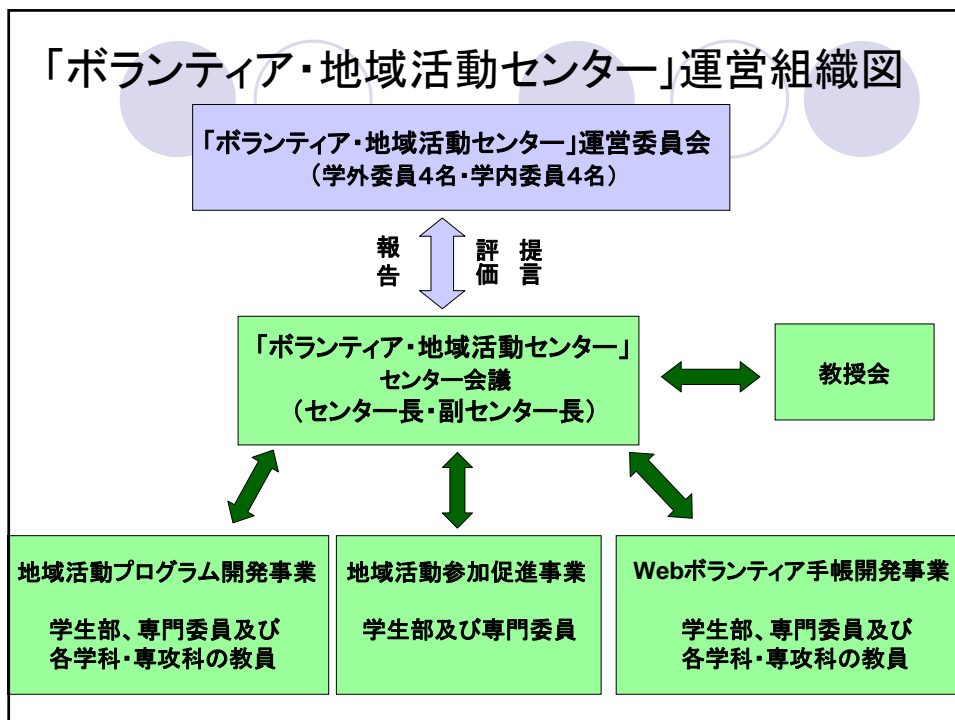 「ボランティア・地域活動センター」運営組織図
「ボランティア・地域活動センター」運営委員会
（学外委員４名・学内委員４名）
報告
評価
提言
「ボランティア・地域活動センター」
センター会議
（センター長・副センター長）
教授会
地域活動プログラム開発事業
学生部、専門委員及び
各学科・専攻科の教員
地域活動参加促進事業
学生部及び専門委員
Webボランティア手帳開発事業
学生部、専門委員及び
各学科・専攻科の教員